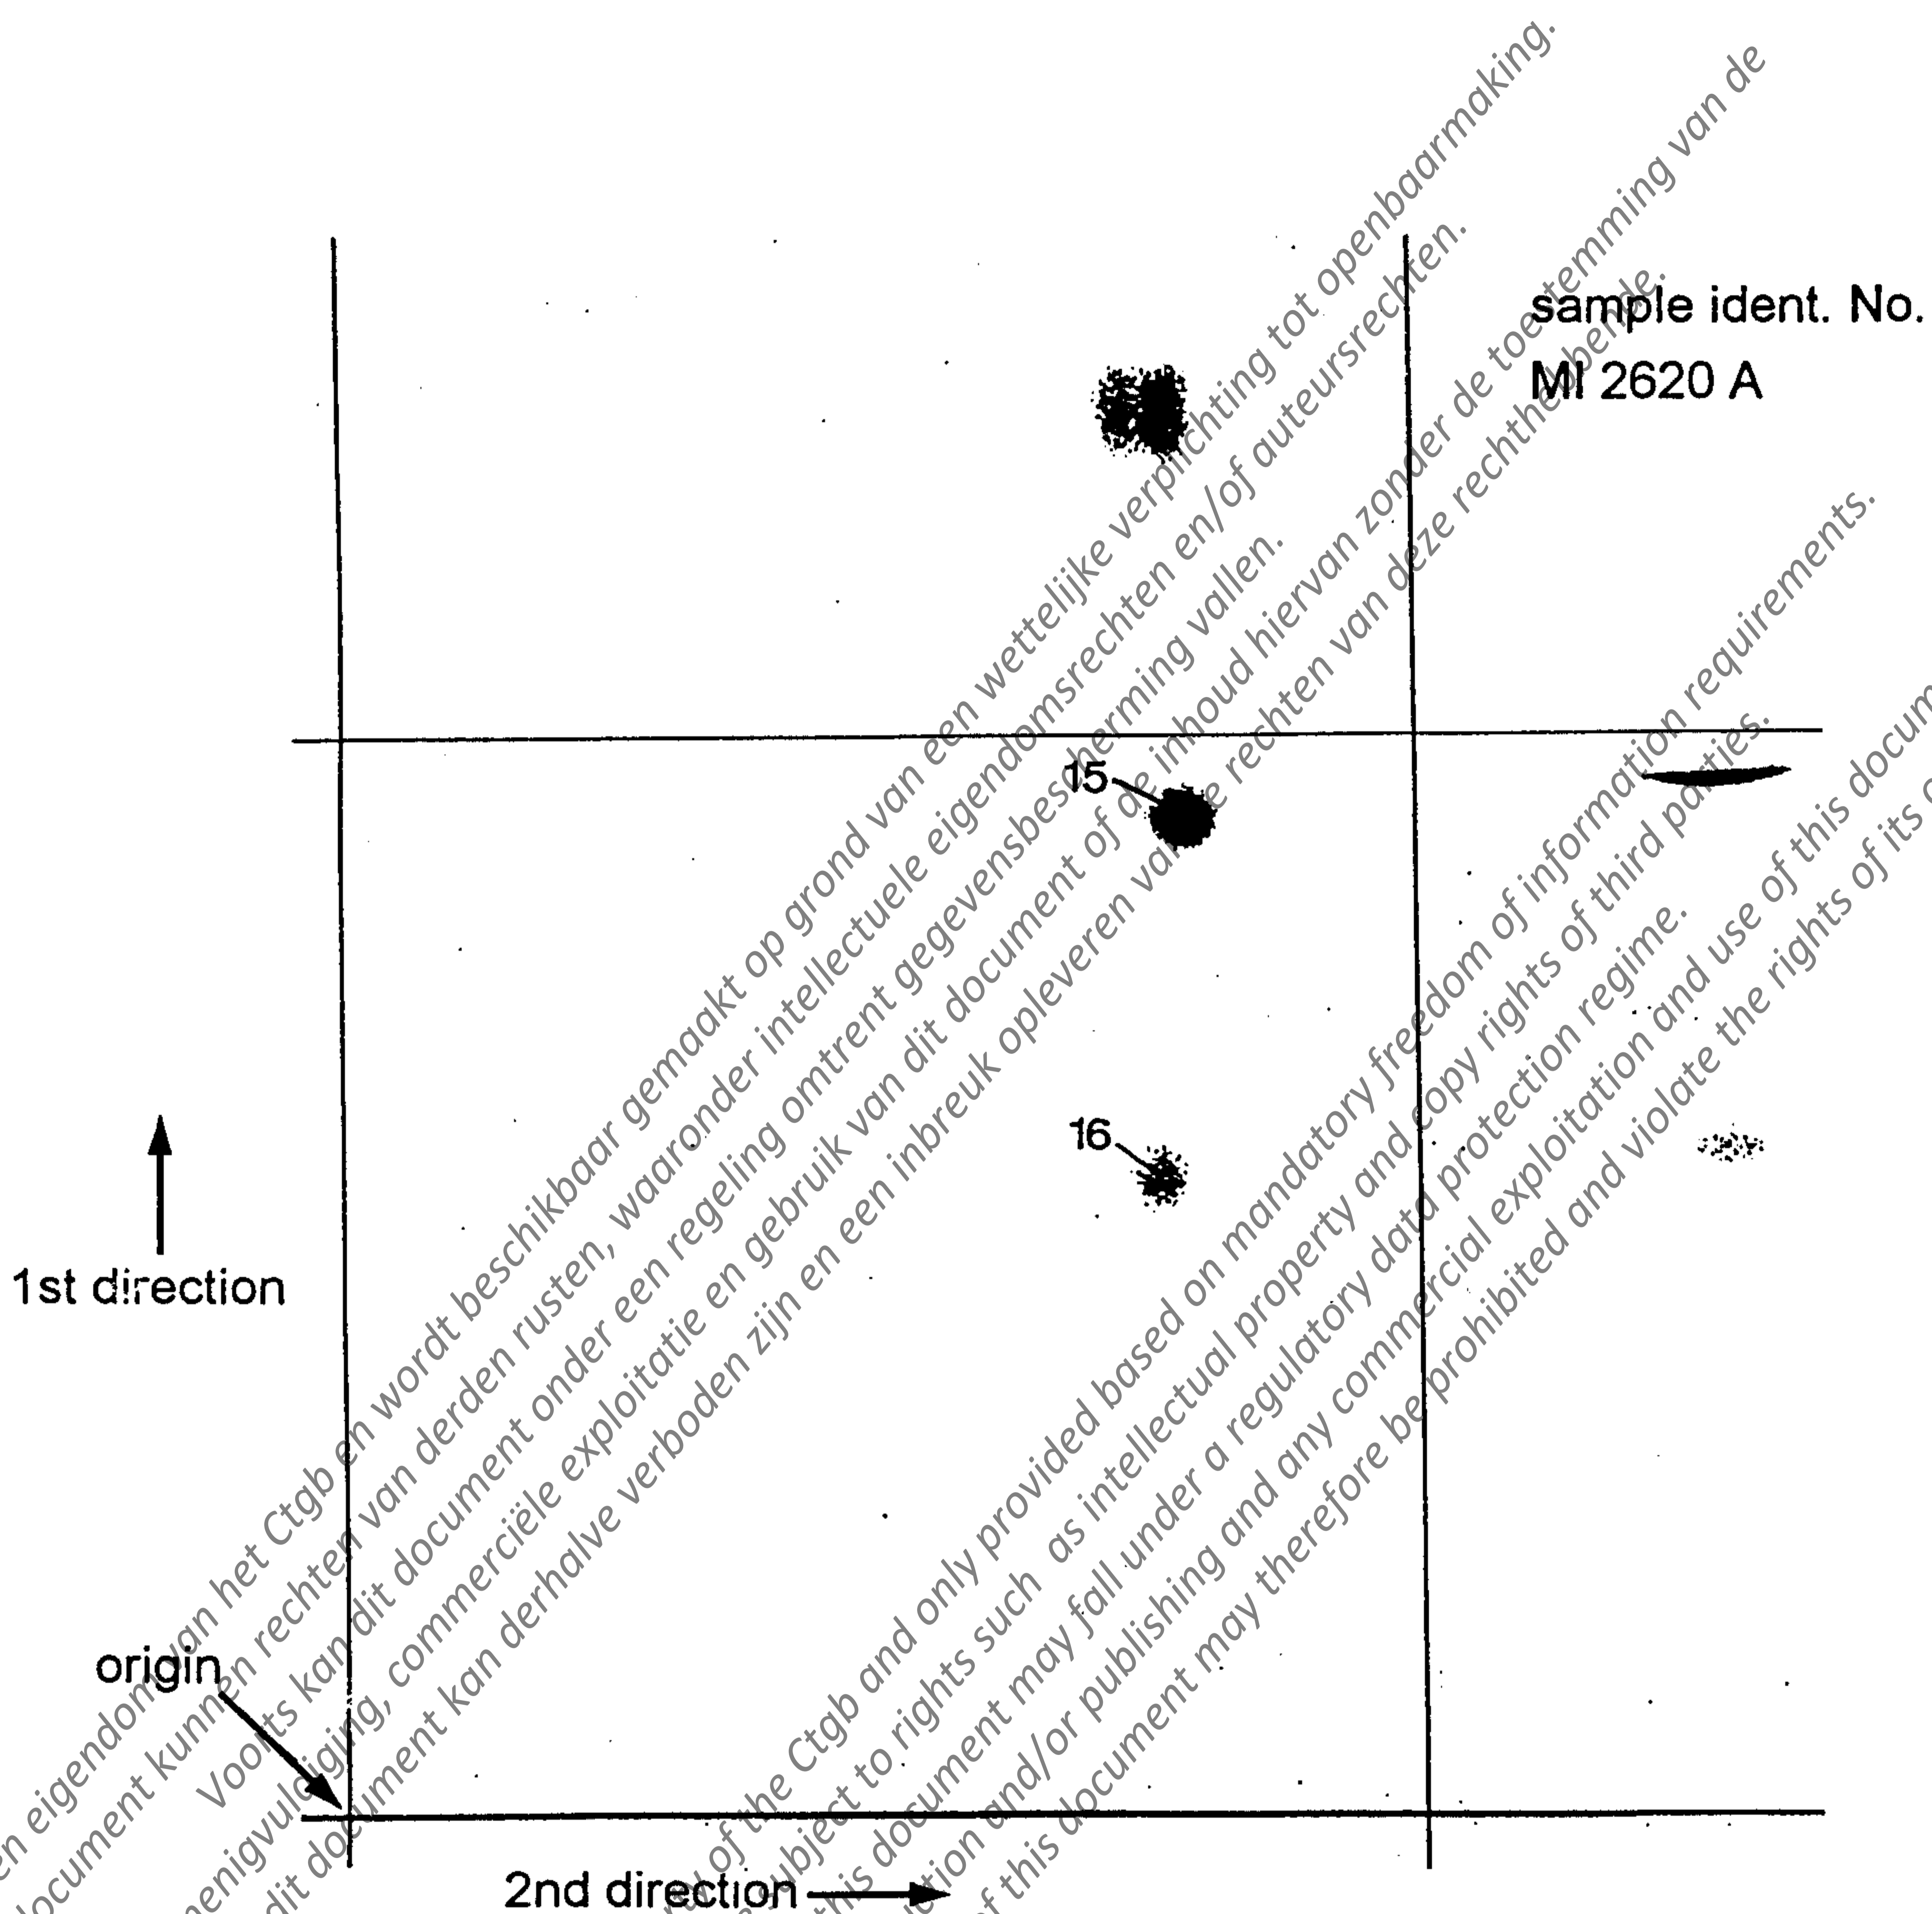 sample ident. No.
MI 2620 A
15
16
1st direction
origin
2nd direction
en eigendom van het Ctgb en wordt beschikbaar gemaakt op grond van een wettelijke verplichting tot openbaarmaking.
document kunnen rechten van derden rusten, waaronder intellectuele eigendomsrechten en/of auteursrechten.
Voorts kan dit document onder een regeling omtrent gegevensbescherming vallen.
commerciële exploitatie en gebruik van dit document of de inhoud hiervan zonder de toestemming van de
dit document kan derhalve verboden zijn en een inbreuk opleveren van de rechten van deze rechthebbende.
of the Ctgb and only provided based on mandatory freedom of information requirements.
subject to rights such as intellectual property and copy rights of third parties.
this document may fall under a regulatory data protection regime.
and/or publishing and any commercial exploitation and use of this
of this document may therefore be prohibited and violate the rights of its